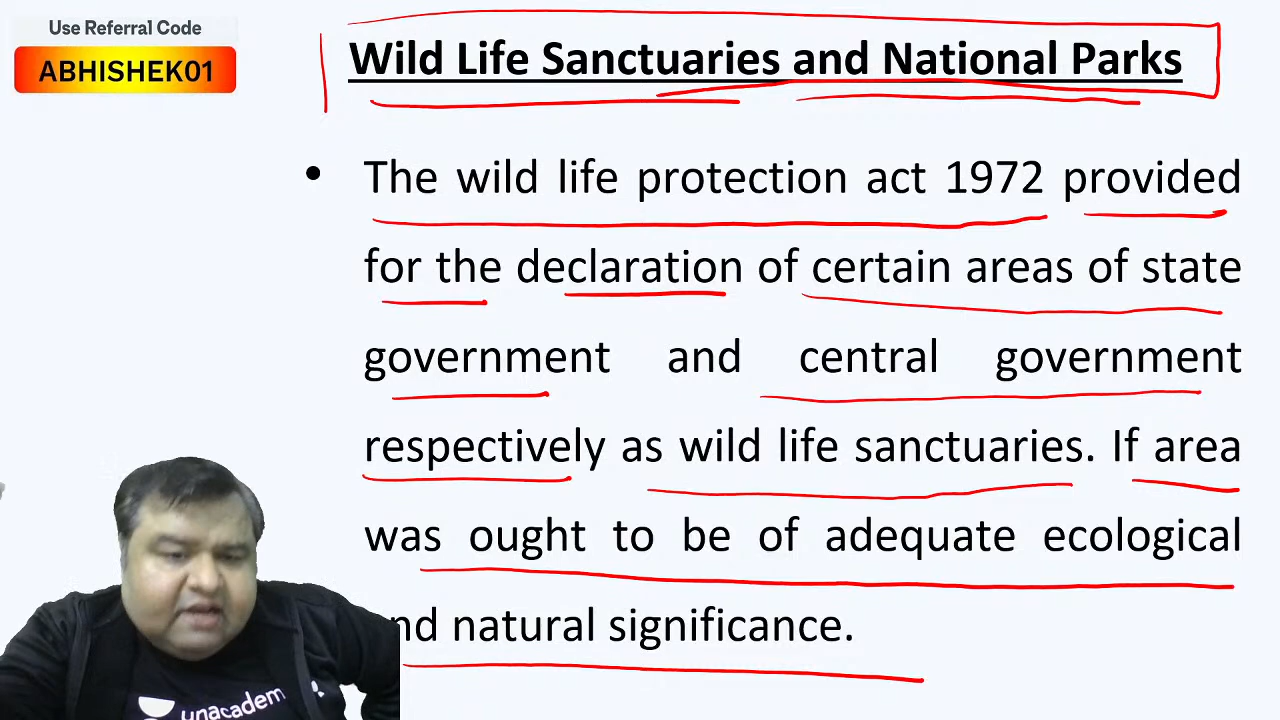 Use Referral Code
ABHISHEK01
Wild Life Sanctuaries and National Parks
• The wild life protection act 1972 provided
for the declaration of certain areas of state
government and central government
respectively as wild life sanctuaries. If area
was ought to be of adequate ecological
nd natural significance.
unacadem